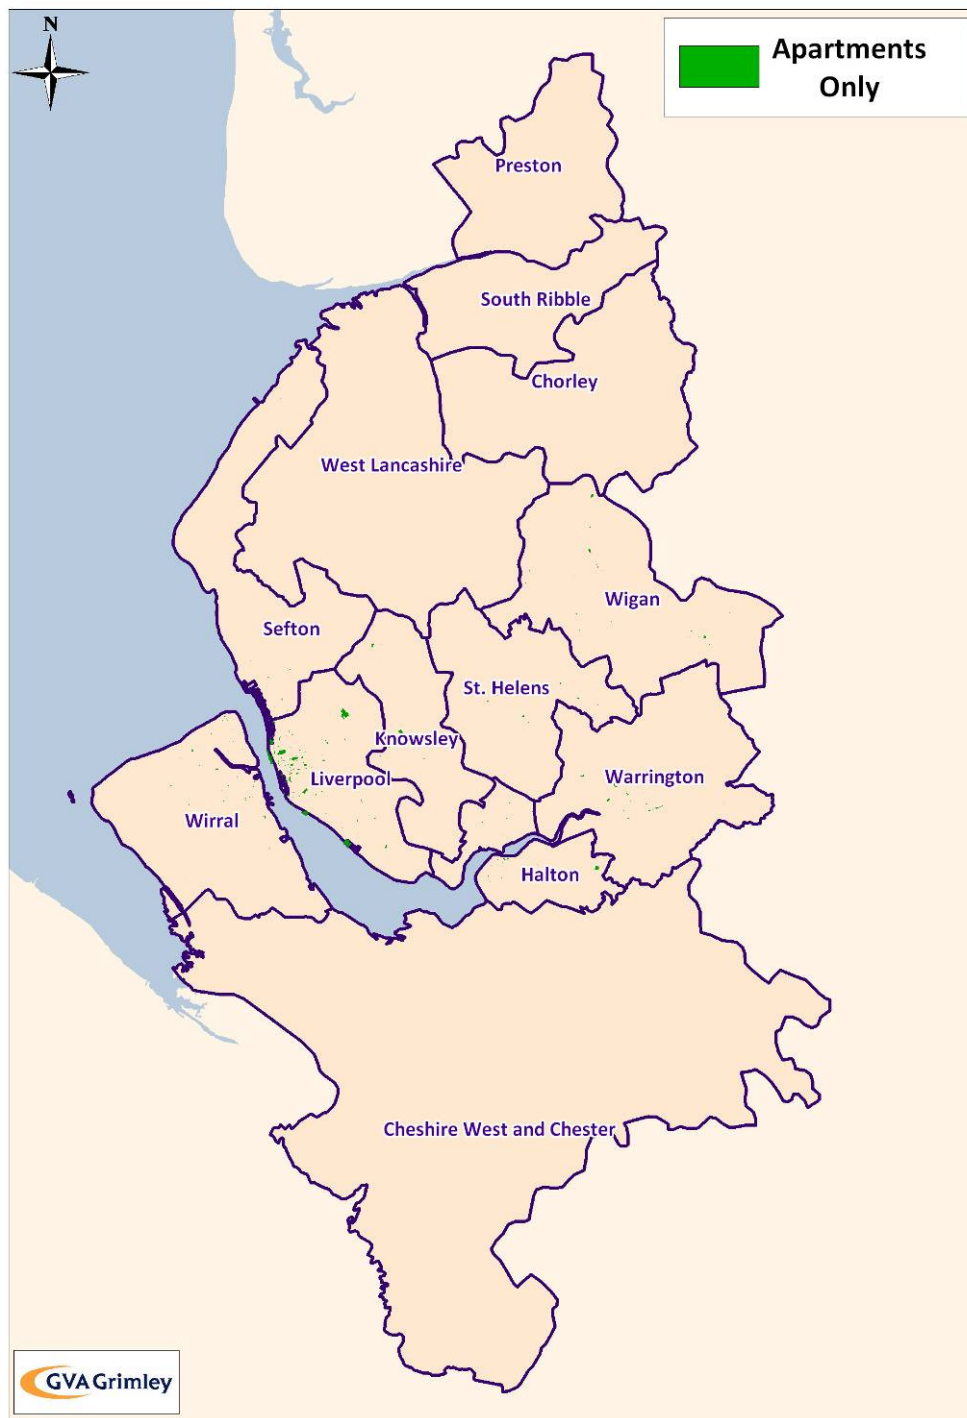 N
Apartments
Only
Preston
South Ribble
Chorley
West Lancashire
Wigan
Sefton
St. Helens
Knowsley
Liverpool
Warrington
Wirral
Halton
Cheshire West and Chester
GVA Grimley